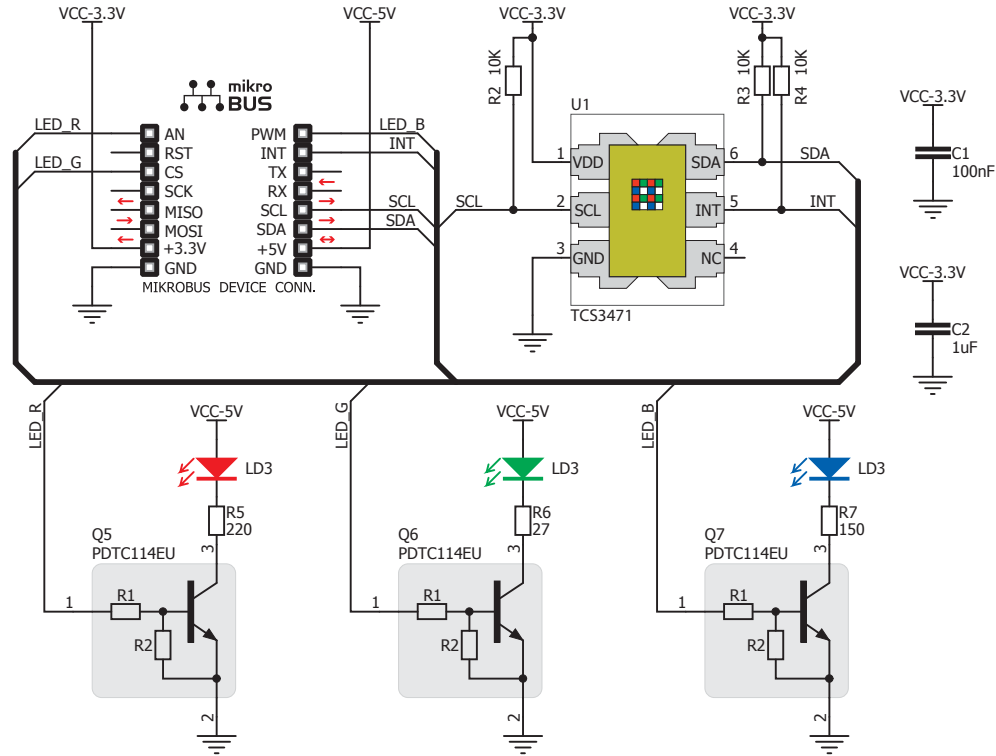 VCC-3.3V
VCC-5V
VCC-3.3V
VCC-3.3V
mikro
BUS
R2 10K
R3 10K
R4 10K
VCC-3.3V
C1
100nF
U1
LED_R
AN
PWM
LED_B
RST
INT
INT
LED_G
CS
TX
SCK
RX
MISO
SCL
SCL
MOSI
SDA
SDA
+3.3V
+5V
GND
GND
MIKROBUS DEVICE CONN.
1
VDD
SDA
6
SDA
SCL
2
SCL
INT
5
INT
3
GND
NC
4
TCS3471
VCC-3.3V
C2
1uF
LED_R
VCC-5V
LD3
R5
220
Q5
PDTC114EU
3
1
R1
R2
2
LED_G
VCC-5V
LD3
R6
27
Q6
PDTC114EU
3
1
R1
R2
2
LED_B
VCC-5V
LD3
R7
150
Q7
PDTC114EU
3
1
R1
R2
2